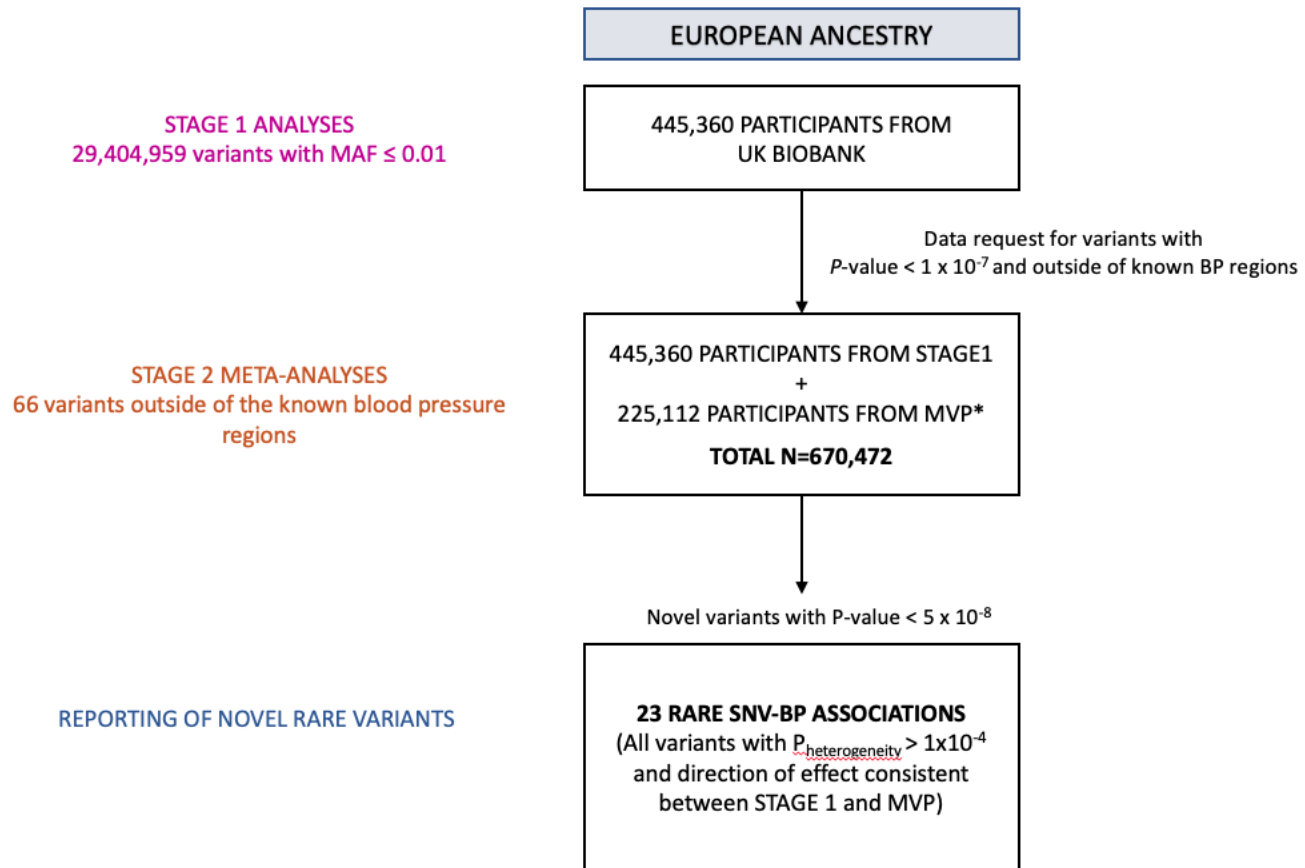 EUROPEAN ANCESTRY
STAGE 1 ANALYSES
29,404,959 variants with MAF ≤ 0.01
445,360 PARTICIPANTS FROM
UK BIOBANK
Data request for variants with
P-value < 1 x 10⁻⁷ and outside of known BP regions
STAGE 2 META-ANALYSES
66 variants outside of the known blood pressure
regions
445,360 PARTICIPANTS FROM STAGE1
+
225,112 PARTICIPANTS FROM MVP*
TOTAL N=670,472
Novel variants with P-value < 5 x 10⁻⁸
REPORTING OF NOVEL RARE VARIANTS
23 RARE SNV-BP ASSOCIATIONS
(All variants with Pheterogeneity > 1x10⁻⁴
and direction of effect consistent
between STAGE 1 and MVP)